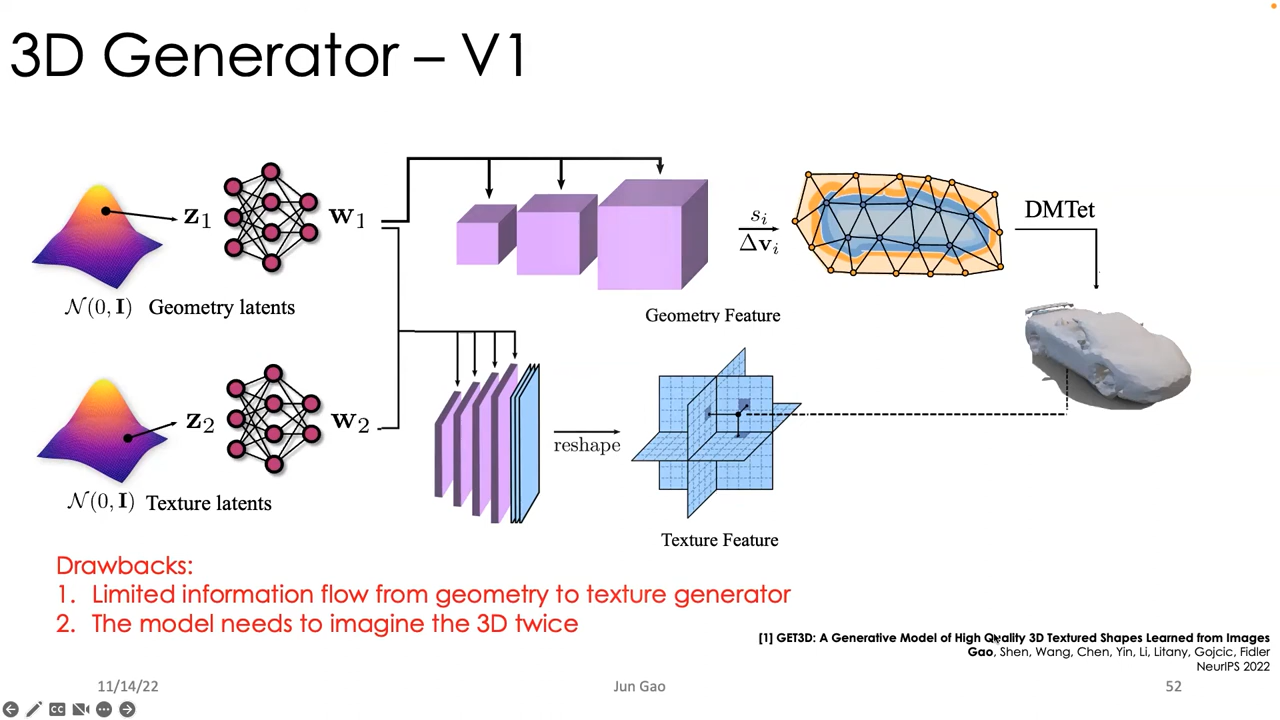 3D Generator – V1
z₁
w₁
𝒩(0, I) Geometry latents
sᵢ
Δvᵢ
DMTet
Geometry Feature
z₂
w₂
reshape
𝒩(0, I) Texture latents
Texture Feature
Drawbacks:
1. Limited information flow from geometry to texture generator
2. The model needs to imagine the 3D twice
[1] GET3D: A Generative Model of High Quality 3D Textured Shapes Learned from Images
Gao, Shen, Wang, Chen, Yin, Li, Litany, Gojcic, Fidler
NeurIPS 2022
11/14/22
Jun Gao
52
CC